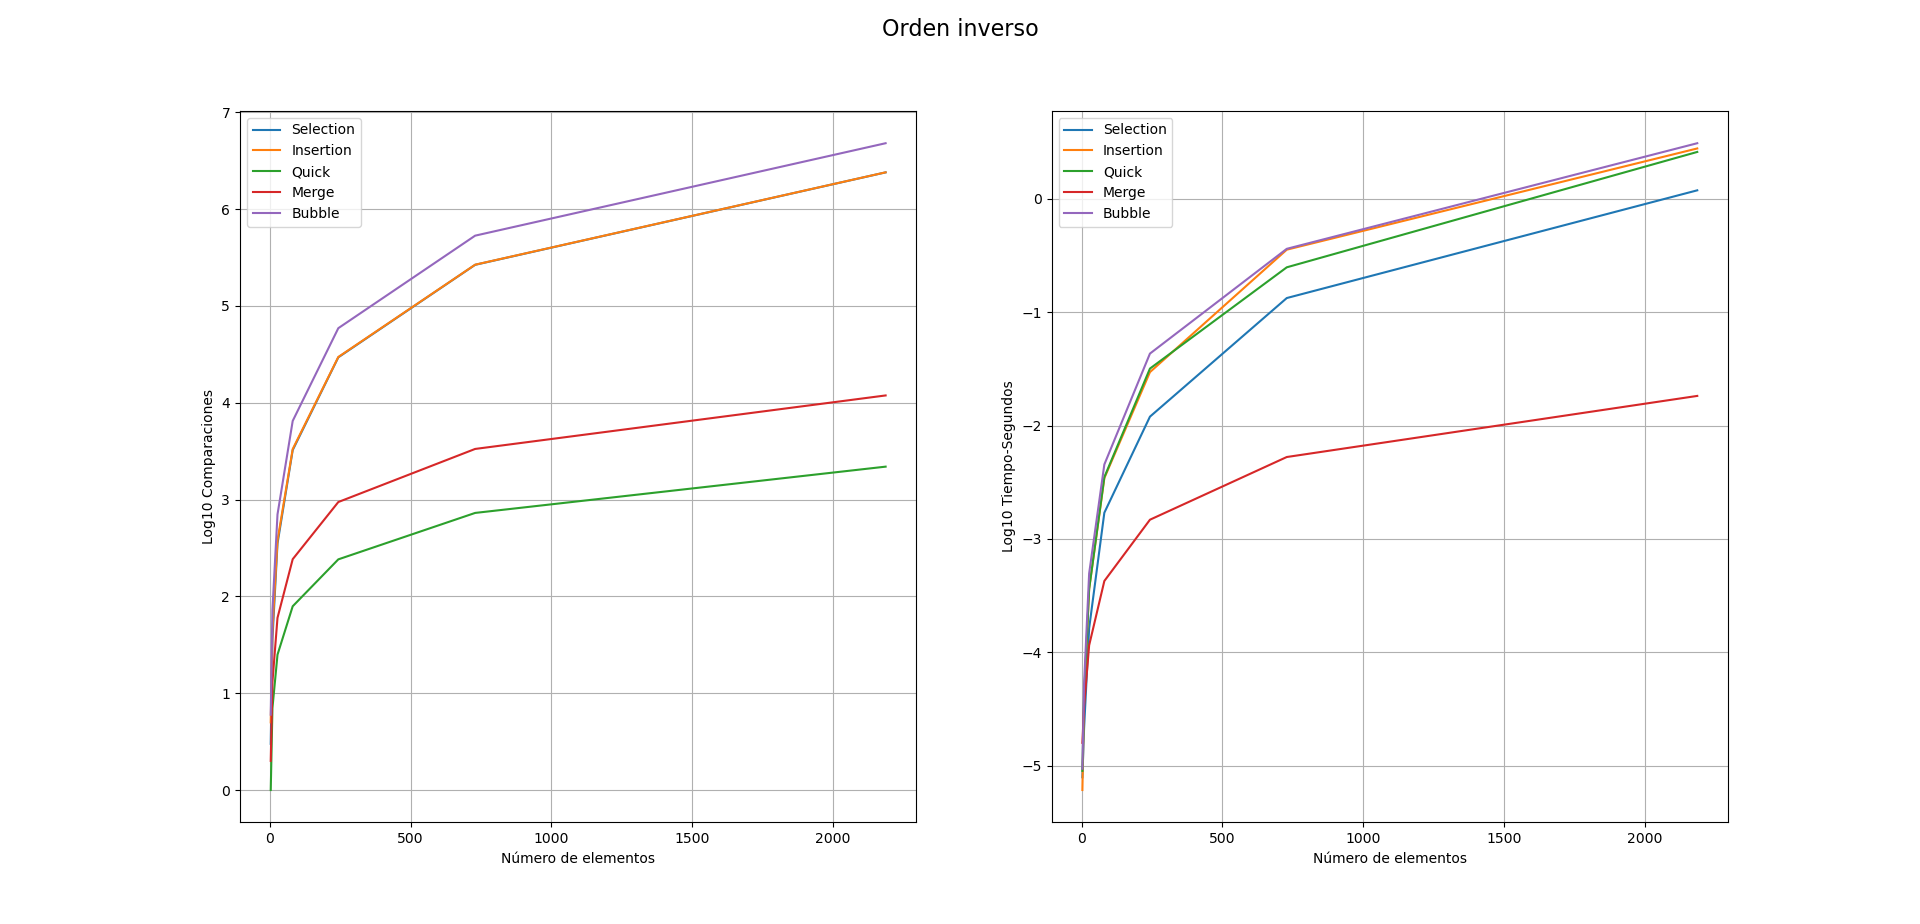 Orden inverso
Selection
Insertion
Quick
Merge
Bubble
7
6
5
4
3
2
1
0
Log10 Comparaciones
0
500
1000
1500
2000
Número de elementos
Selection
Insertion
Quick
Merge
Bubble
0
−1
−2
−3
−4
−5
Log10 Tiempo-Segundos
0
500
1000
1500
2000
Número de elementos